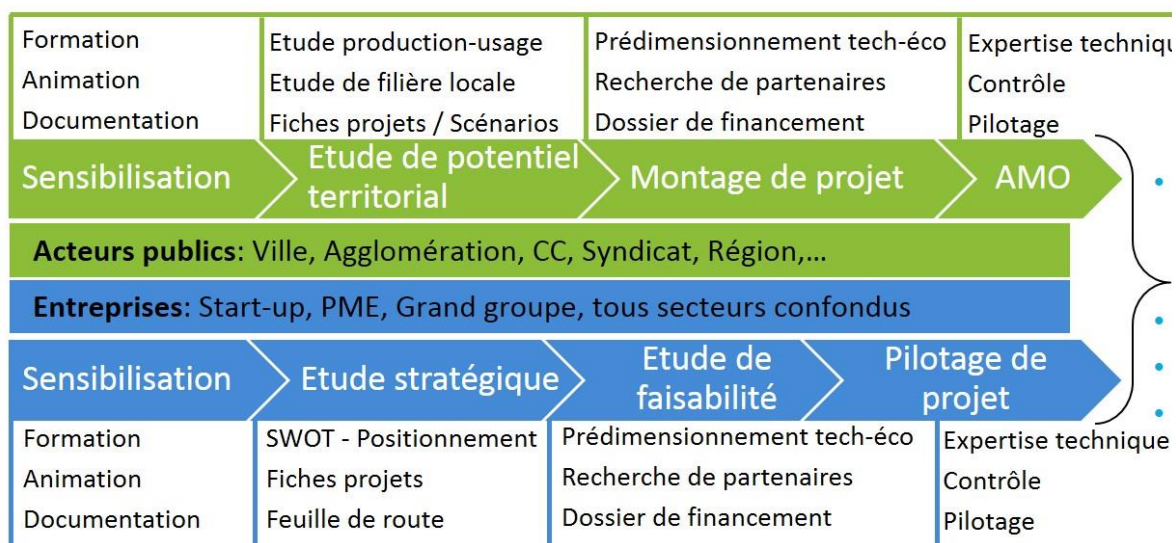 Formation
Animation
Documentation
Etude production-usage
Etude de filière locale
Fiches projets / Scénarios
Prédimensionnement tech-éco
Recherche de partenaires
Dossier de financement
Expertise techniqu
Contrôle
Pilotage
Sensibilisation
Etude de potentiel
territorial
Montage de projet
AMO
Acteurs publics: Ville, Agglomération, CC, Syndicat, Région,...
Entreprises: Start-up, PME, Grand groupe, tous secteurs confondus
Sensibilisation
Etude stratégique
Etude de
faisabilité
Pilotage de
projet
Formation
Animation
Documentation
SWOT - Positionnement
Fiches projets
Feuille de route
Prédimensionnement tech-éco
Recherche de partenaires
Dossier de financement
Expertise technique
Contrôle
Pilotage